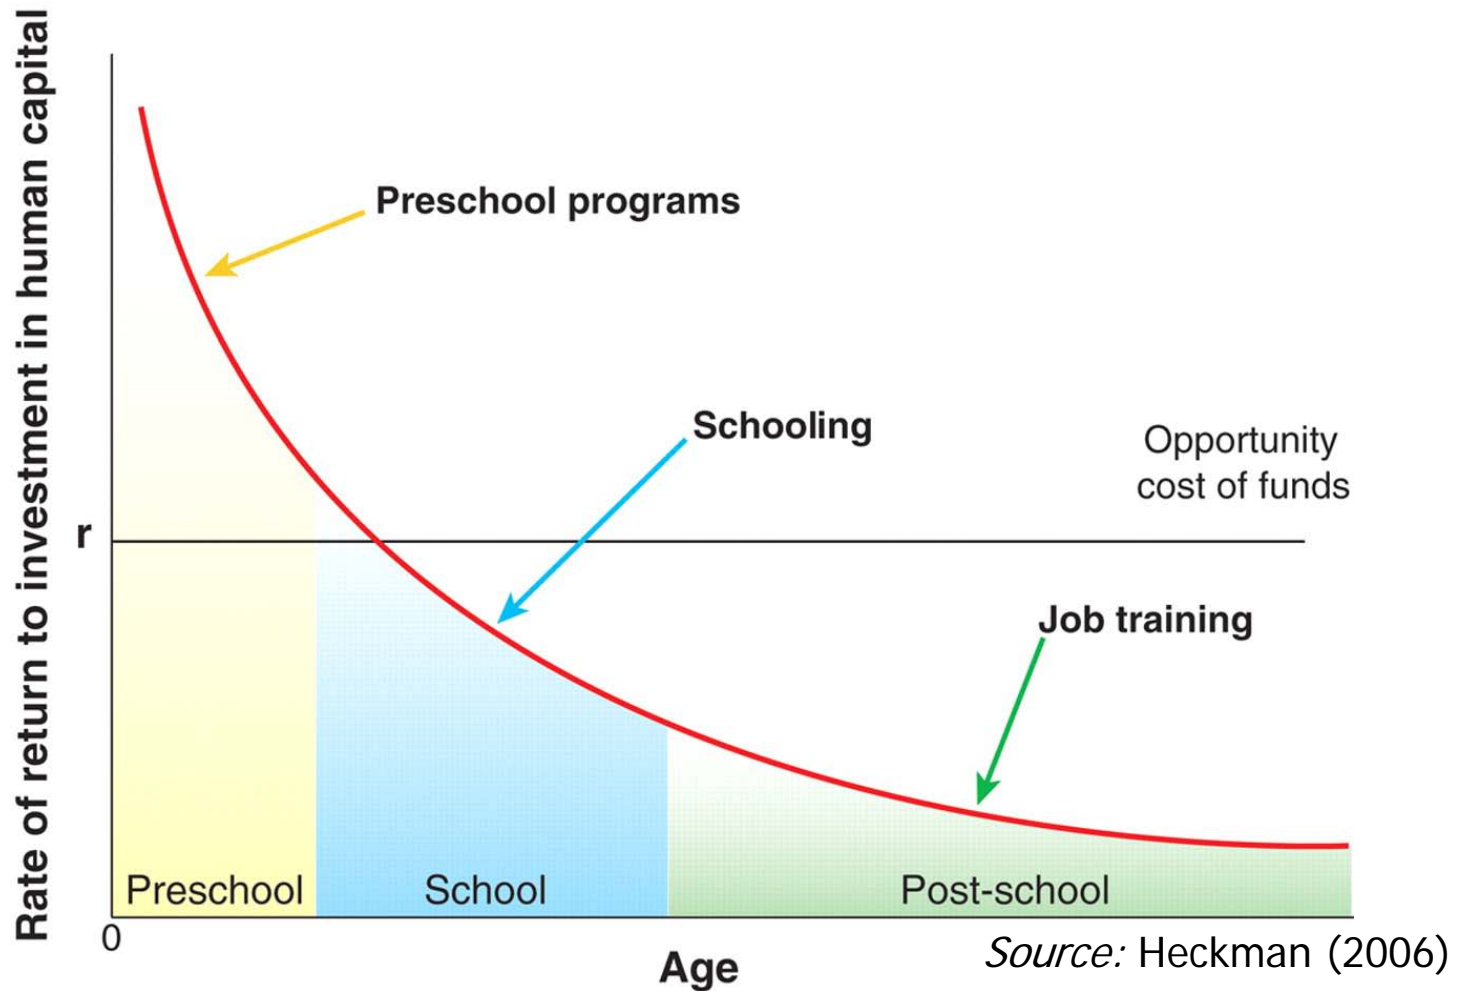 Rate of return to investment in human capital
Preschool programs
Schooling
Opportunity
cost of funds
r
Job training
Preschool
School
Post-school
0
Age
Source: Heckman (2006)